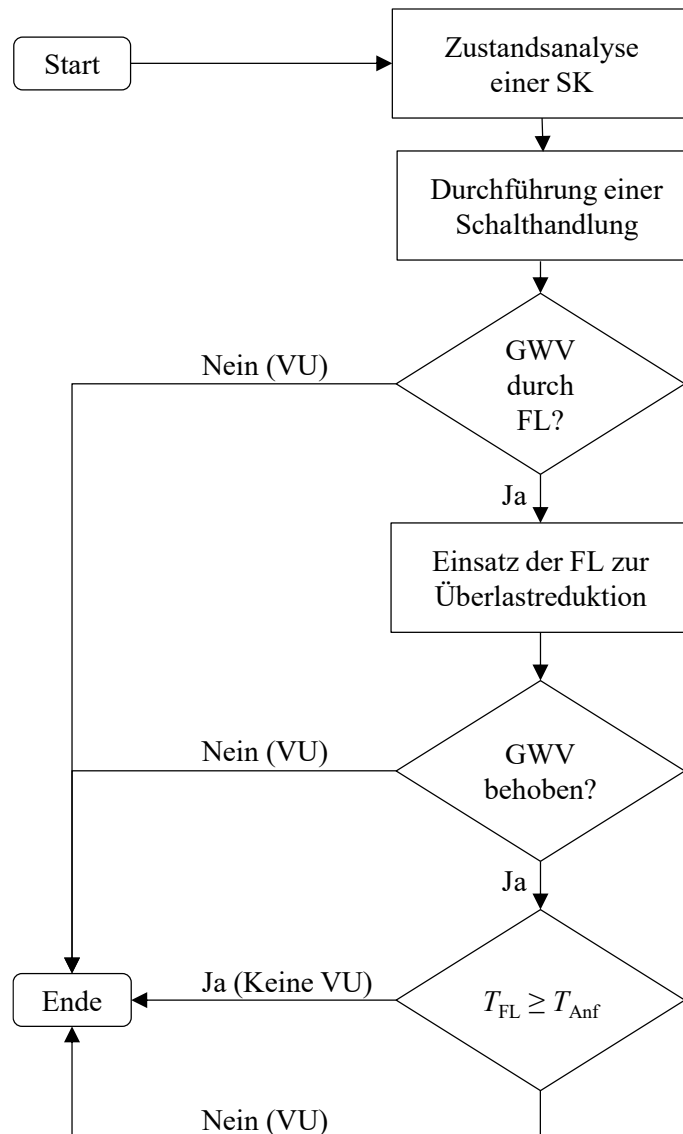 Start
Zustandsanalyse
einer SK
Durchführung einer
Schalthandlung
Nein (VU)
GWV
durch
FL?
Ja
Einsatz der FL zur
Überlastreduktion
Nein (VU)
GWV
behoben?
Ja
Ende
Ja (Keine VU)
T_FL ≥ T_Anf
Nein (VU)